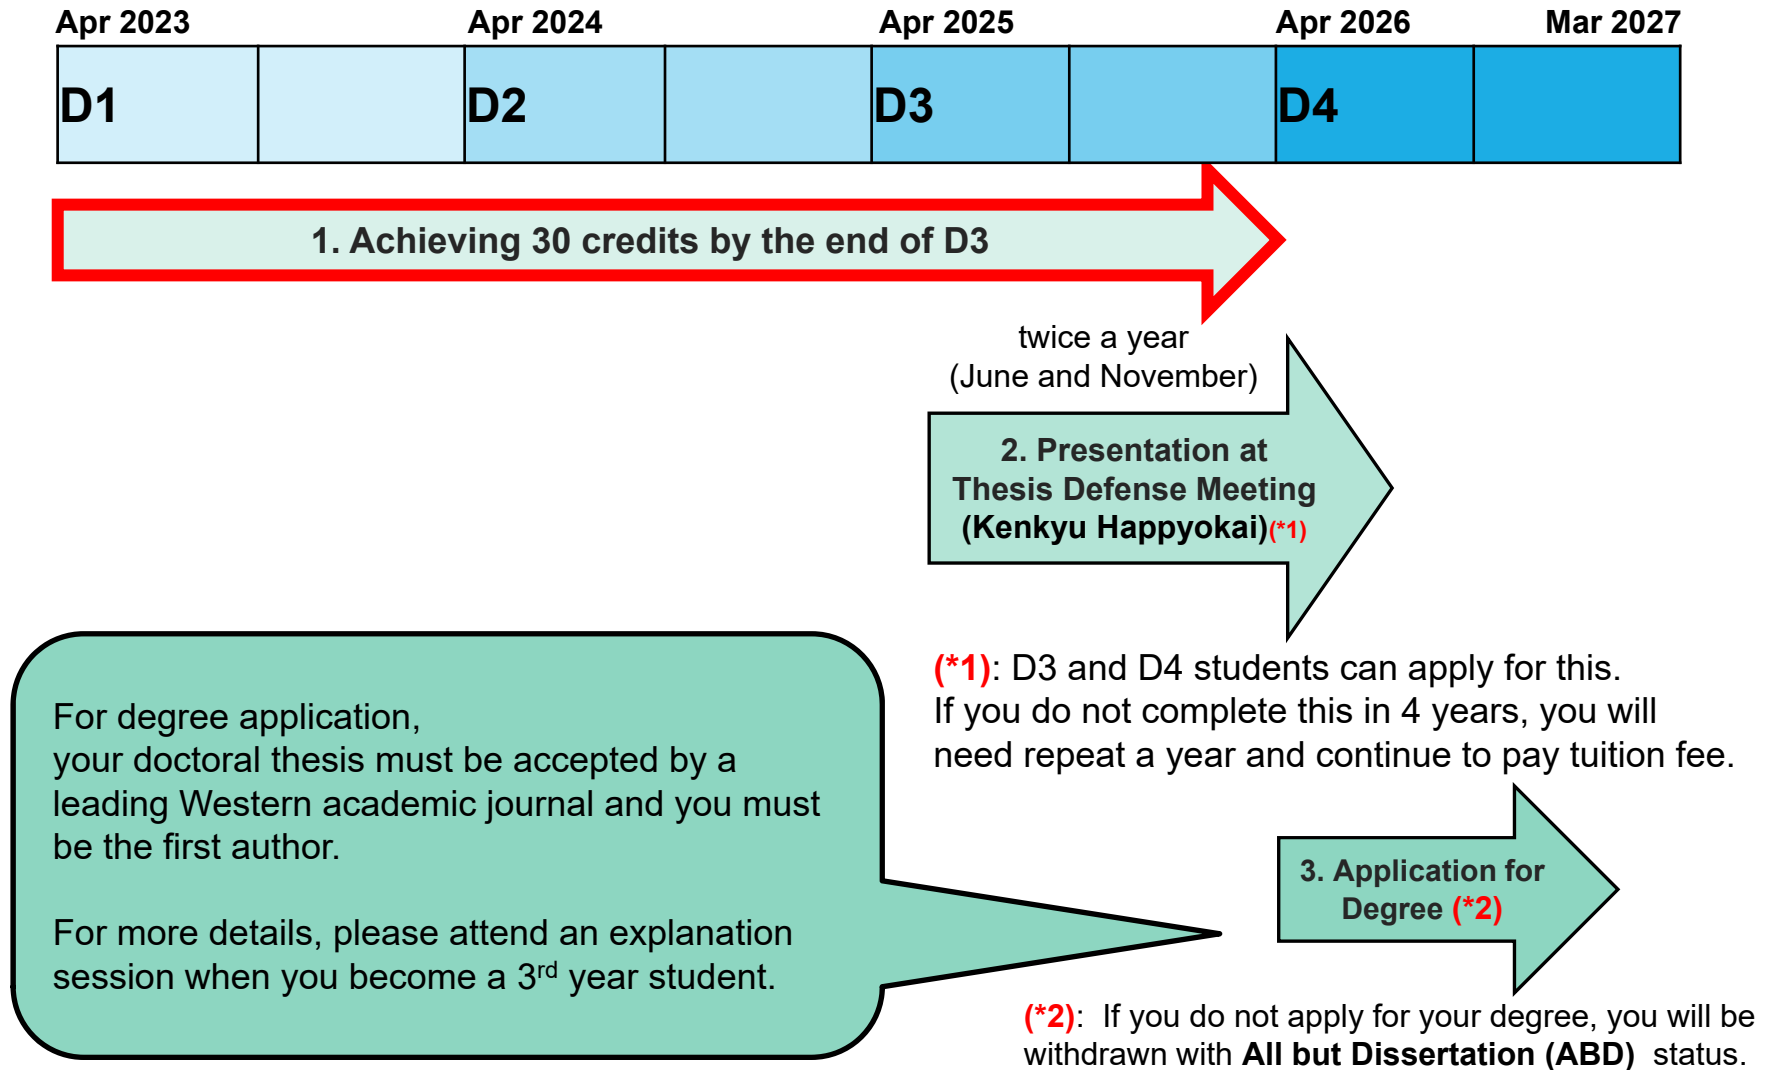 Apr 2023 Apr 2024 Apr 2025 Apr 2026 Mar 2027
D1 D2 D3 D4
1. Achieving 30 credits by the end of D3
twice a year
(June and November)
2. Presentation at
Thesis Defense Meeting
(Kenkyu Happyokai)(*1)
(*1): D3 and D4 students can apply for this.
If you do not complete this in 4 years, you will
need repeat a year and continue to pay tuition fee.
For degree application,
your doctoral thesis must be accepted by a
leading Western academic journal and you must
be the first author.
For more details, please attend an explanation
session when you become a 3rd year student.
3. Application for
Degree (*2)
(*2): If you do not apply for your degree, you will be
withdrawn with All but Dissertation (ABD) status.